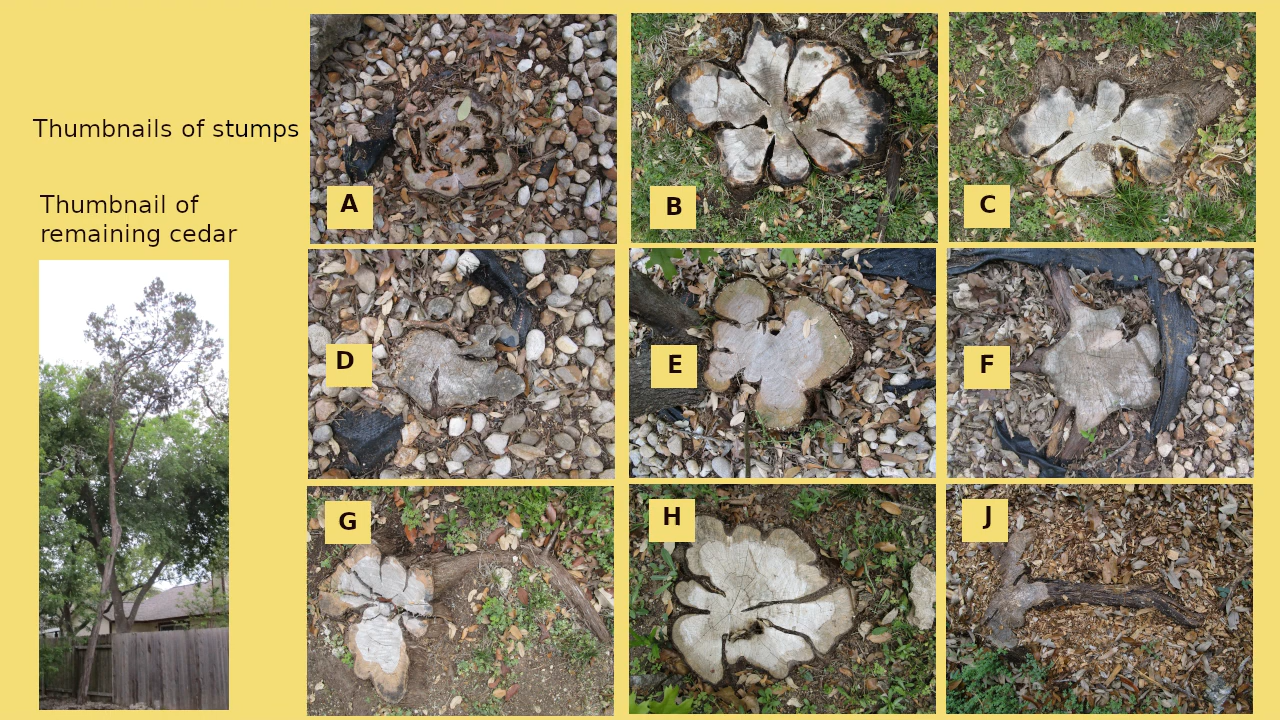 Thumbnails of stumps
Thumbnail of
remaining cedar
A
B
C
D
E
F
G
H
J